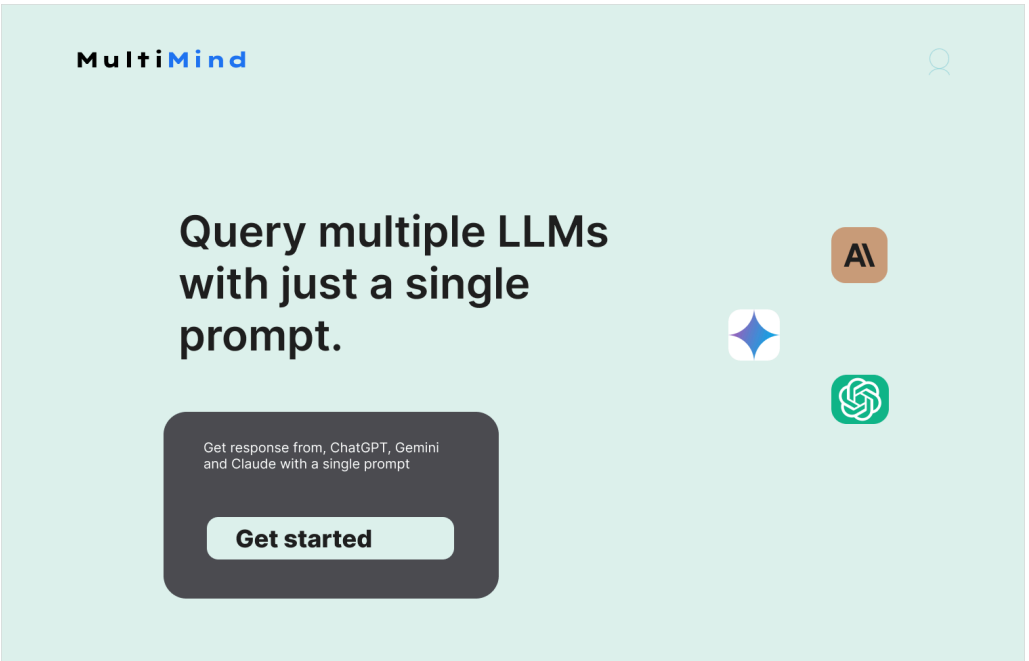 MultiMind
Query multiple LLMs
with just a single
prompt.
Get response from, ChatGPT, Gemini
and Claude with a single prompt
Get started